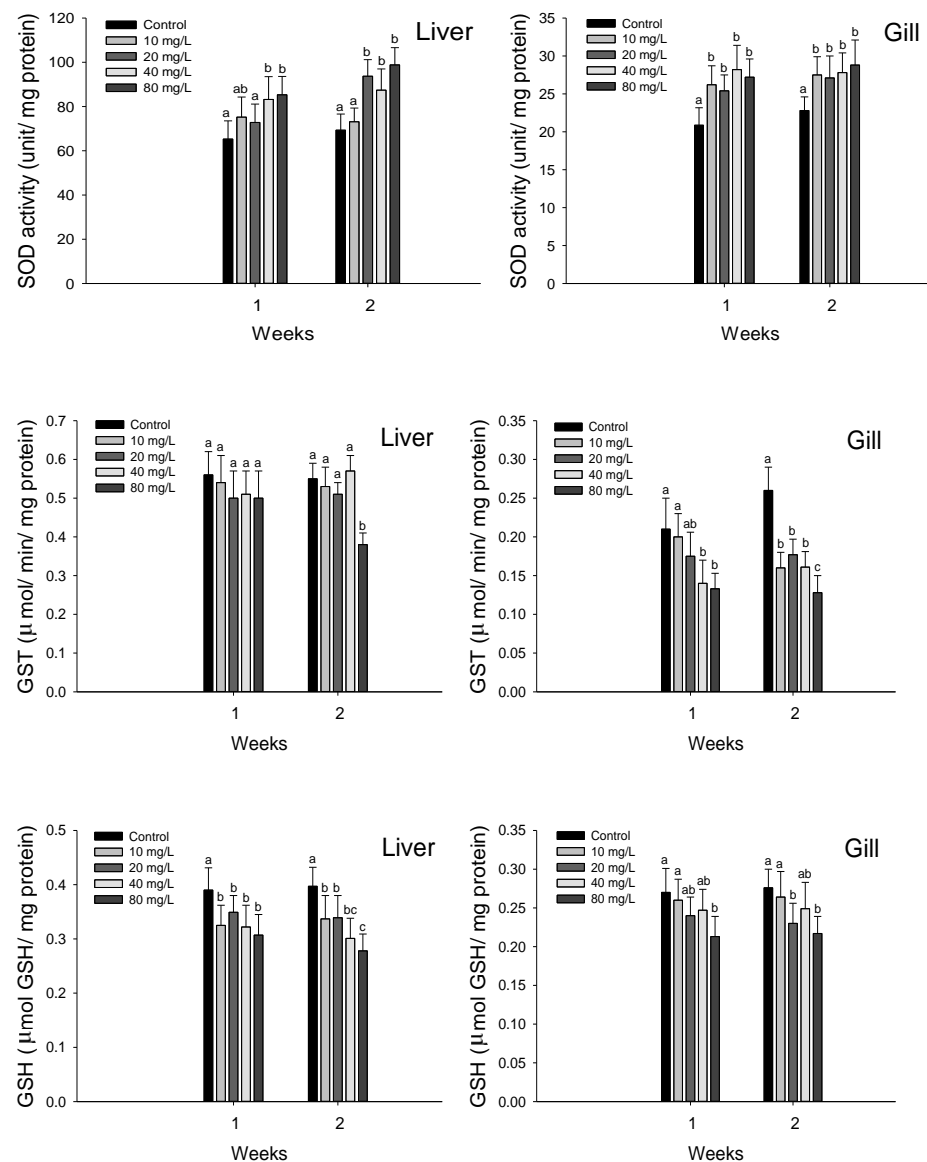 Liver
SOD activity (unit/ mg protein)
120
100
80
60
40
20
0
Control
10 mg/L
20 mg/L
40 mg/L
80 mg/L
a ab a b b
a a b b b
1 2
Weeks
Gill
SOD activity (unit/ mg protein)
35
30
25
20
15
10
5
0
Control
10 mg/L
20 mg/L
40 mg/L
80 mg/L
a b b b b
a b b b b
1 2
Weeks
Liver
GST (μ mol/ min/ mg protein)
0.7
0.6
0.5
0.4
0.3
0.2
0.1
0.0
Control
10 mg/L
20 mg/L
40 mg/L
80 mg/L
a a a a a
a a a a b
1 2
Weeks
Gill
GST (μ mol/ min/ mg protein)
0.35
0.30
0.25
0.20
0.15
0.10
0.05
0.00
Control
10 mg/L
20 mg/L
40 mg/L
80 mg/L
a a ab b b
a b b b c
1 2
Weeks
Liver
GSH ( μmol GSH/ mg protein)
0.5
0.4
0.3
0.2
0.1
0.0
Control
10 mg/L
20 mg/L
40 mg/L
80 mg/L
a b b b b
a b b bc c
1 2
Weeks
Gill
GSH (μmol GSH/ mg protein)
0.35
0.30
0.25
0.20
0.15
0.10
0.05
0.00
Control
10 mg/L
20 mg/L
40 mg/L
80 mg/L
a a ab ab b
a a b ab b
1 2
Weeks